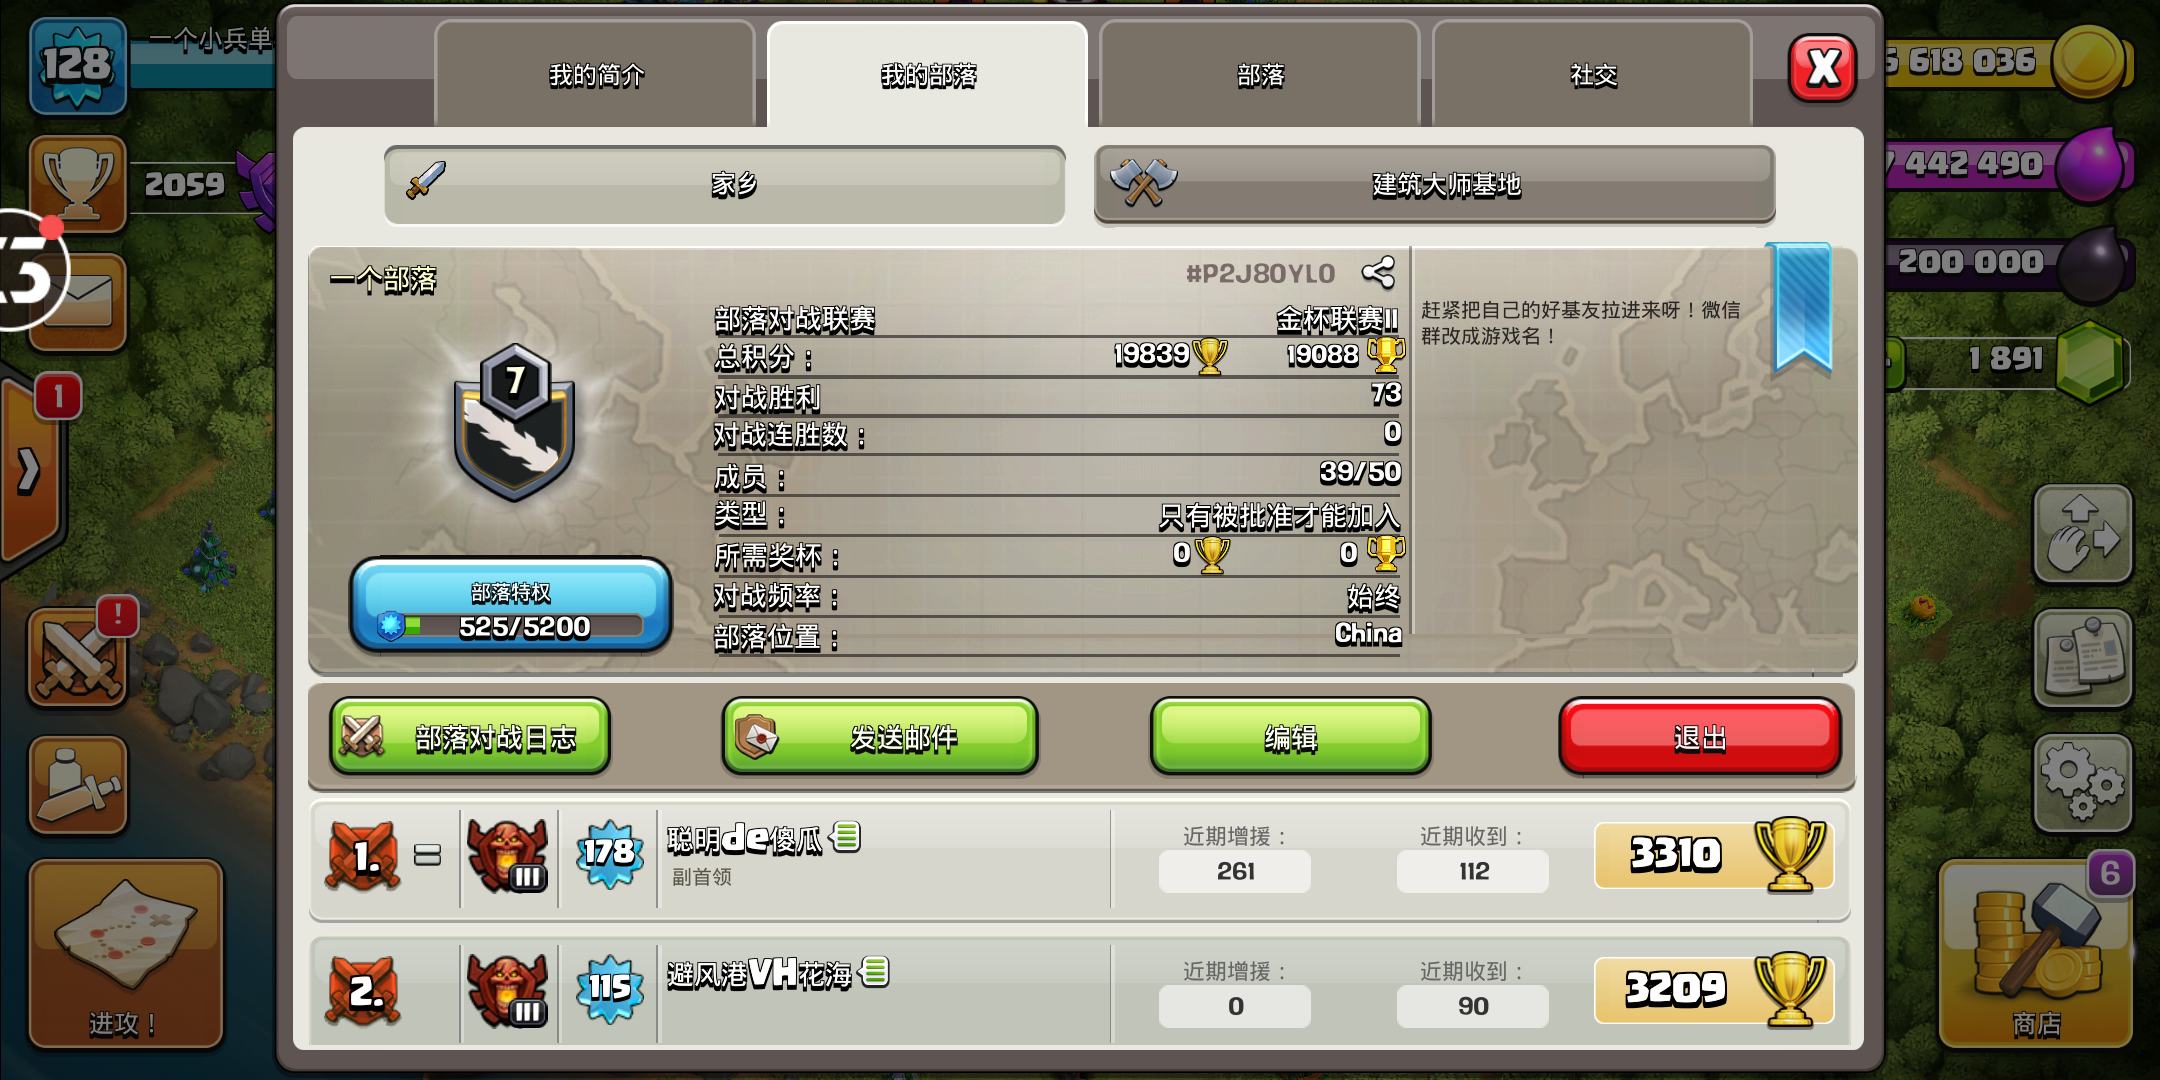 128
一个小兵单
2059
1
!
进攻！
我的简介
我的部落
部落
社交
X
家乡
建筑大师基地
一个部落
#P2J80YL0
7
部落特权
525/5200
部落对战联赛 金杯联赛II
总积分： 19839 19088
对战胜利 73
对战连胜数： 0
成员： 39/50
类型： 只有被批准才能加入
所需奖杯： 0 0
对战频率： 始终
部落位置： China
赶紧把自己的好基友拉进来呀！微信
群改成游戏名！
部落对战日志
发送邮件
编辑
退出
1. = III 178 聪明de傻瓜
副首领
近期增援： 近期收到：
261 112 3310
2. III 115 避风港VH花海
近期增援： 近期收到：
0 90 3209
618 036
442 490
200 000
1 891
6
商店